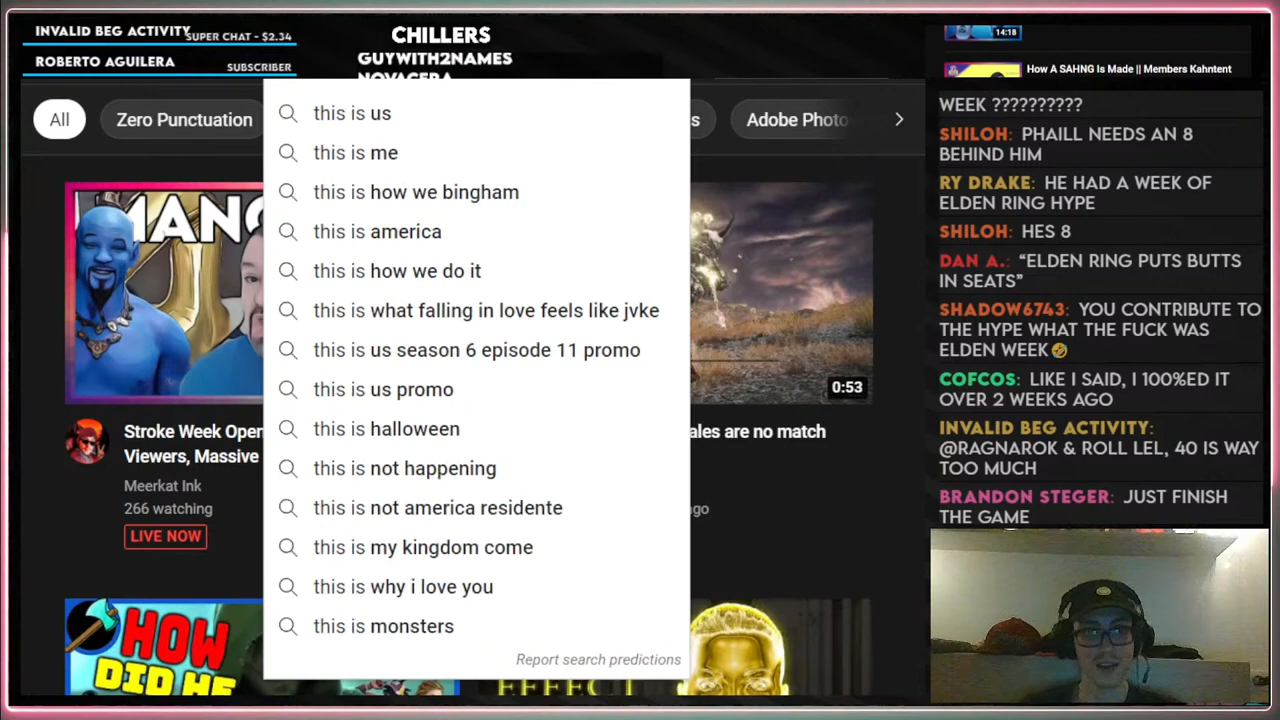 INVALID BEG ACTIVITY SUPER CHAT - $2.34
ROBERTO AGUILERA SUBSCRIBER
CHILLERS
GUYWITH2NAMES
NOVACERA
All
Zero Punctuation
Adobe Photo
this is us
this is me
this is how we bingham
this is america
this is how we do it
this is what falling in love feels like jvke
this is us season 6 episode 11 promo
this is us promo
this is halloween
this is not happening
this is not america residente
this is my kingdom come
this is why i love you
this is monsters
Report search predictions
0:53
Stroke Week Open
Viewers, Massive
Meerkat Ink
266 watching
LIVE NOW
ales are no match
ago
HOW
DID HE
EFFECT
14:18
How A SAHNG Is Made || Members Kahntent
WEEK ??????????
SHILOH: PHAILL NEEDS AN 8
BEHIND HIM
RY DRAKE: HE HAD A WEEK OF
ELDEN RING HYPE
SHILOH: HES 8
DAN A.: “ELDEN RING PUTS BUTTS
IN SEATS”
SHADOW6743: YOU CONTRIBUTE TO
THE HYPE WHAT THE FUCK WAS
ELDEN WEEK🤣
COFCOS: LIKE I SAID, I 100%ED IT
OVER 2 WEEKS AGO
INVALID BEG ACTIVITY:
@RAGNAROK & ROLL LEL, 40 IS WAY
TOO MUCH
BRANDON STEGER: JUST FINISH
THE GAME